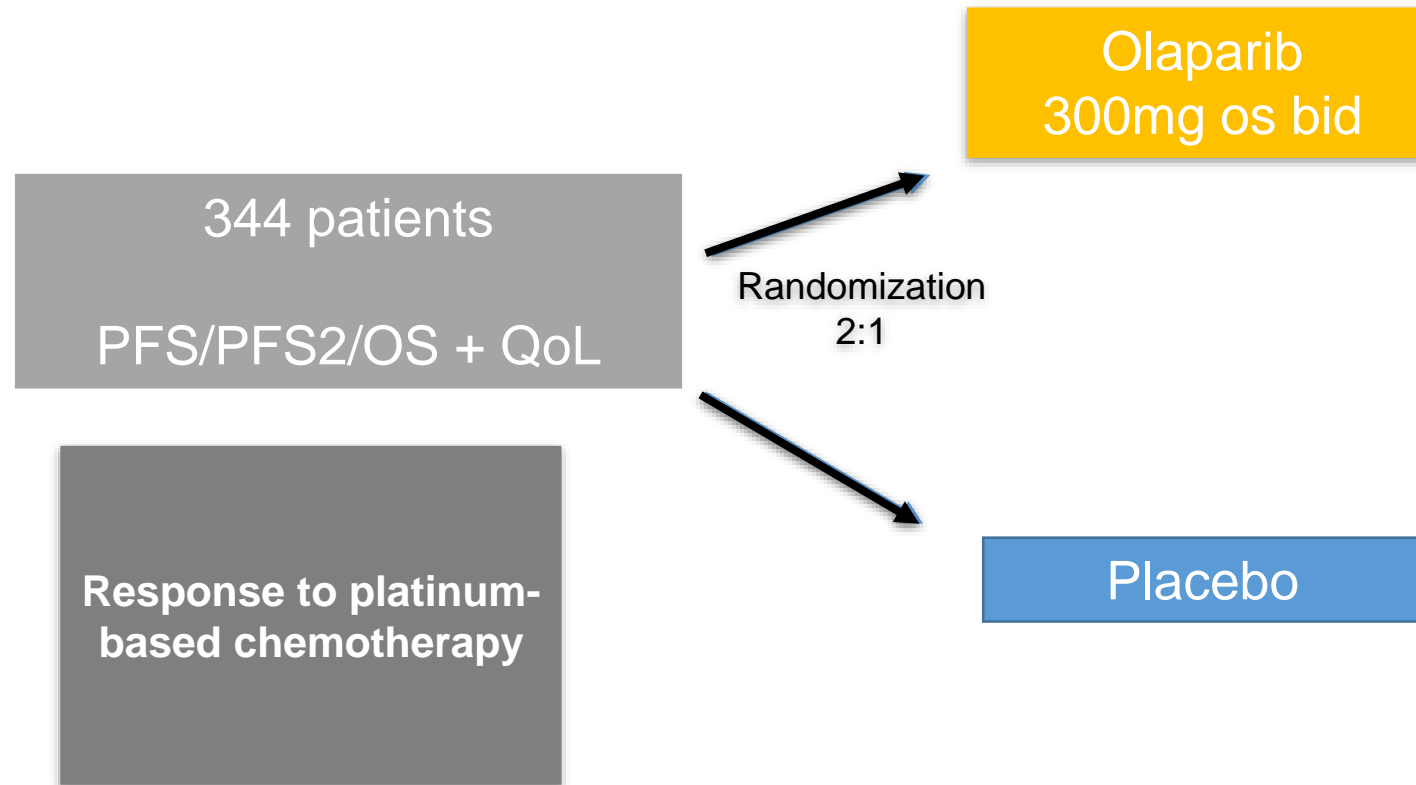 Olaparib
300mg os bid
344 patients
PFS/PFS2/OS + QoL
Randomization
2:1
Response to platinum-
based chemotherapy
Placebo